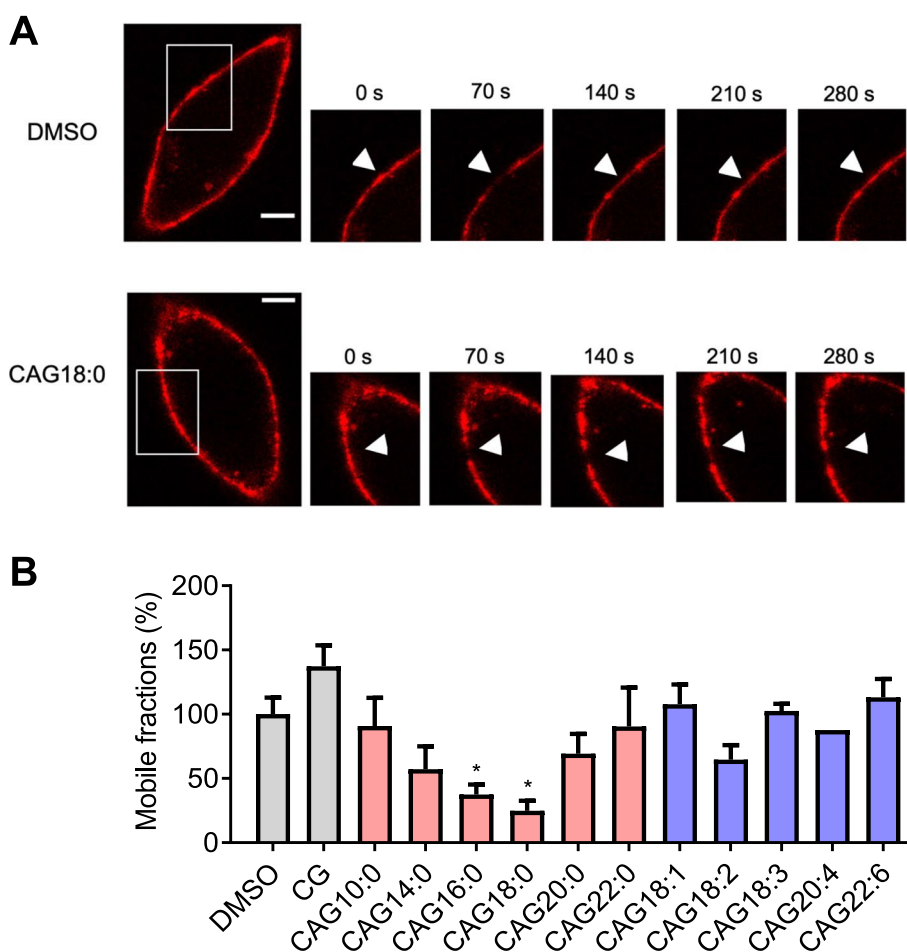 A
DMSO
0 s 70 s 140 s 210 s 280 s
CAG18:0
0 s 70 s 140 s 210 s 280 s
B
Mobile fractions (%)
200
150
100
50
0
* *
DMSO CG CAG10:0 CAG14:0 CAG16:0 CAG18:0 CAG20:0 CAG22:0 CAG18:1 CAG18:2 CAG18:3 CAG20:4 CAG22:6